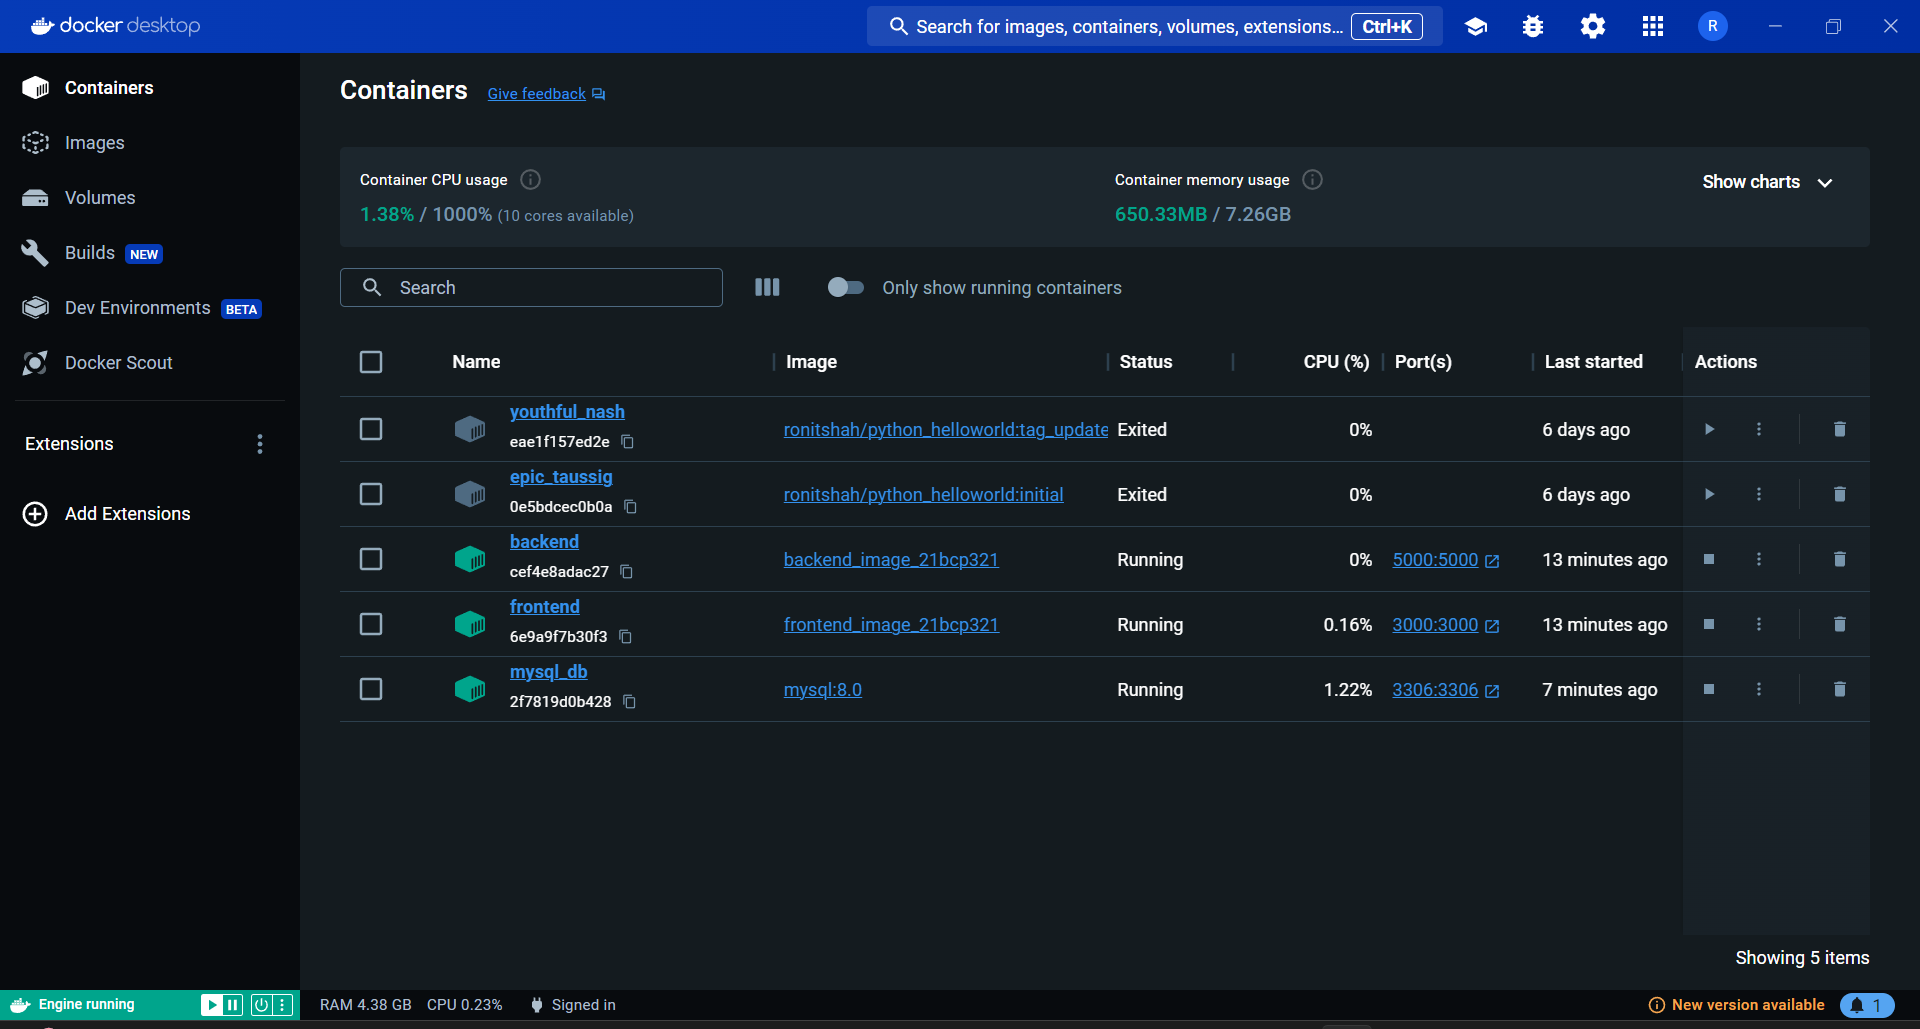 docker desktop
Search for images, containers, volumes, extensions... Ctrl+K
R
Containers
Images
Volumes
Builds NEW
Dev Environments BETA
Docker Scout
Extensions
Add Extensions
Containers Give feedback
Container CPU usage
1.38% / 1000% (10 cores available)
Container memory usage
650.33MB / 7.26GB
Show charts
Search
Only show running containers
Name Image Status CPU (%) Port(s) Last started Actions
youthful_nash
eae1f157ed2e
ronitshah/python_helloworld:tag_update Exited 0% 6 days ago
epic_taussig
0e5bdcec0b0a
ronitshah/python_helloworld:initial Exited 0% 6 days ago
backend
cef4e8adac27
backend_image_21bcp321 Running 0% 5000:5000 13 minutes ago
frontend
6e9a9f7b30f3
frontend_image_21bcp321 Running 0.16% 3000:3000 13 minutes ago
mysql_db
2f7819d0b428
mysql:8.0 Running 1.22% 3306:3306 7 minutes ago
Showing 5 items
Engine running
RAM 4.38 GB CPU 0.23% Signed in
New version available 1